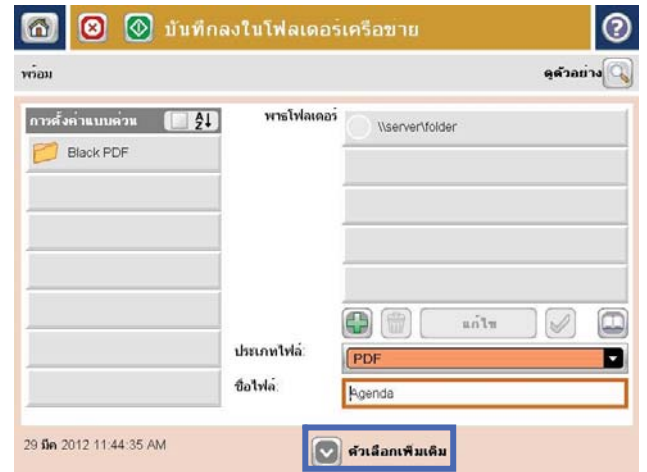 บันทึกลงในโฟลเดอร์เครือข่าย
พร้อม
ดูตัวอย่าง
การตั้งค่าแบบด่วน
พาธโฟลเดอร์
\\server\folder
Black PDF
แก้ไข
ประเภทไฟล์:
PDF
ชื่อไฟล์:
Agenda
29 มีค 2012 11:44:35 AM
ตัวเลือกเพิ่มเติม